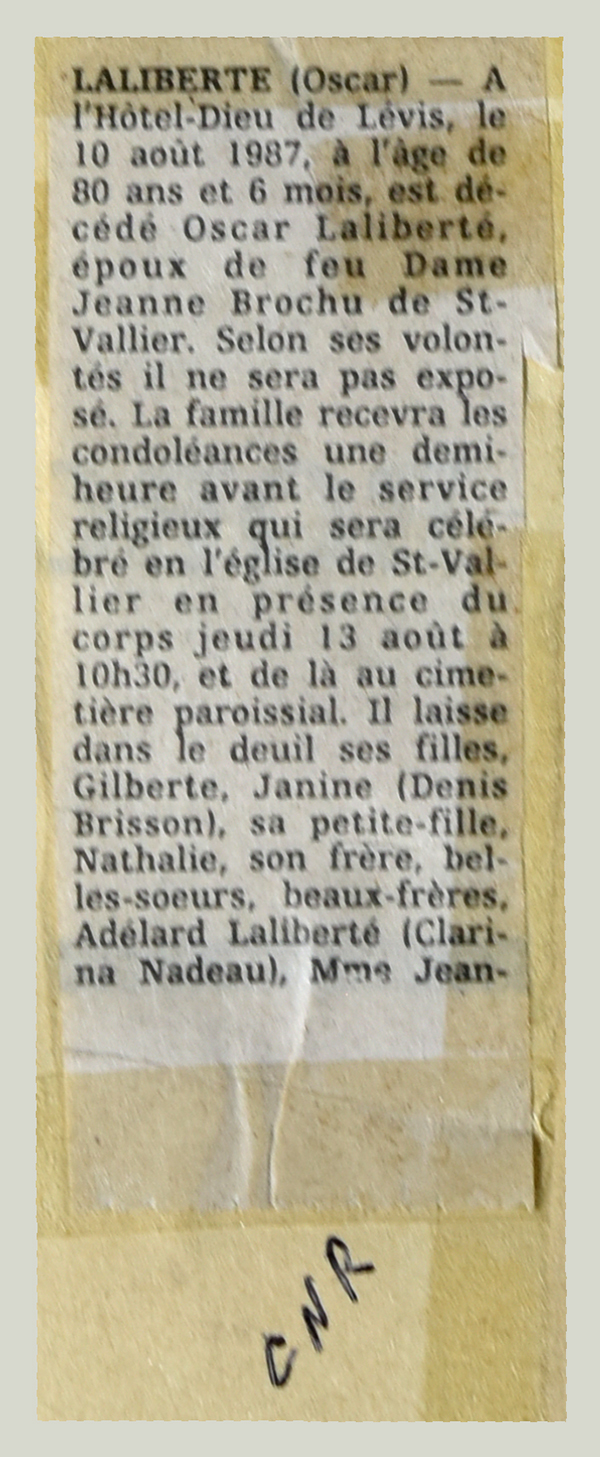 LALIBERTE (Oscar) — A
l'Hôtel-Dieu de Lévis, le
10 août 1987, à l'âge de
80 ans et 6 mois, est dé-
cédé Oscar Laliberté,
époux de feu Dame
Jeanne Brochu de St-
Vallier. Selon ses volon-
tés il ne sera pas expo-
sé. La famille recevra les
condoléances une demi-
heure avant le service
religieux qui sera célé-
bré en l'église de St-Val-
lier en présence du
corps jeudi 13 août à
10h30, et de là au cime-
tière paroissial. Il laisse
dans le deuil ses filles,
Gilberte, Janine (Denis
Brisson), sa petite-fille,
Nathalie, son frère, bel-
les-soeurs, beaux-frères,
Adélard Laliberté (Clari-
na Nadeau), Mme Jean-
CNR